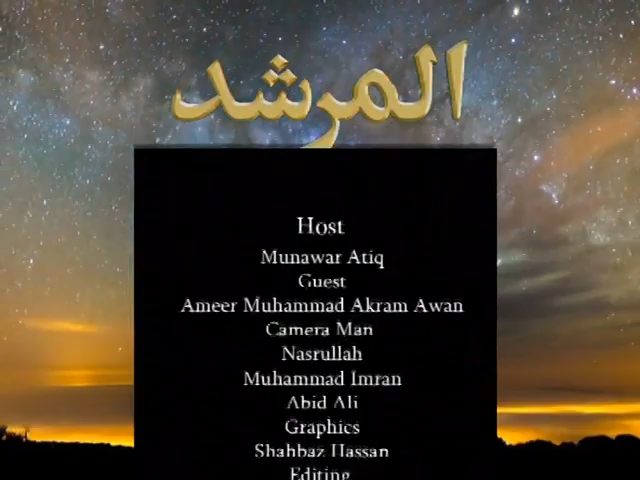 المرشد
Host
Munawar Atiq
Guest
Ameer Muhammad Akram Awan
Camera Man
Nasrullah
Muhammad Imran
Abid Ali
Graphics
Shahbaz Hassan
Editing